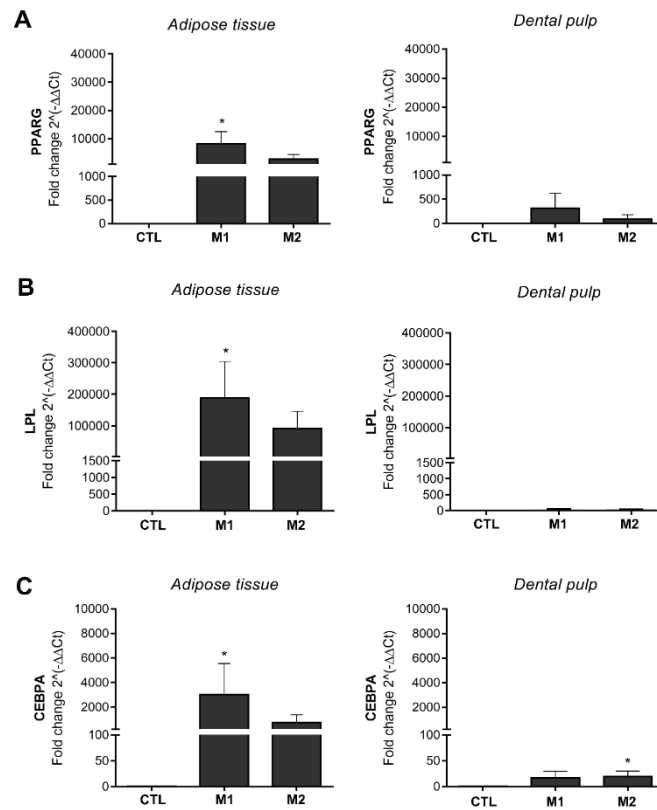 A
Adipose tissue
Dental pulp
PPARG
Fold change 2^(-ΔΔCt)
40000
30000
20000
10000
1000
500
0
*
CTL
M1
M2
PPARG
Fold change 2^(-ΔΔCt)
40000
30000
20000
10000
1000
500
0
CTL
M1
M2
B
Adipose tissue
Dental pulp
LPL
Fold change 2^(-ΔΔCt)
400000
300000
200000
100000
1500
1000
500
0
*
CTL
M1
M2
LPL
Fold change 2^(-ΔΔCt)
400000
300000
200000
100000
1500
1000
500
0
CTL
M1
M2
C
Adipose tissue
Dental pulp
CEBPA
Fold change 2^(-ΔΔCt)
10000
8000
6000
4000
2000
50
0
*
CTL
M1
M2
CEBPA
Fold change 2^(-ΔΔCt)
10000
8000
6000
4000
2000
50
0
*
CTL
M1
M2